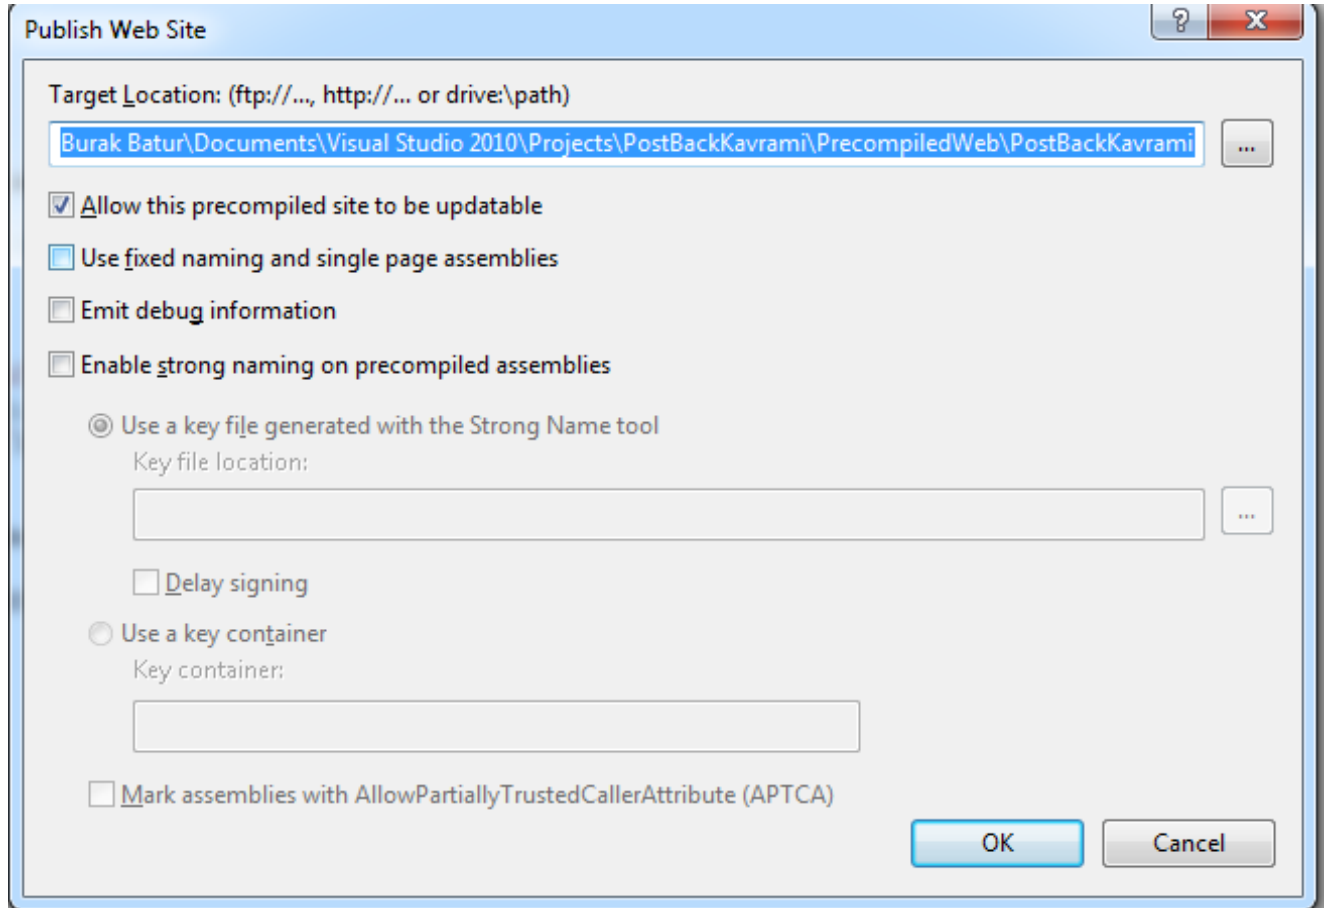 Publish Web Site
Target Location: (ftp://..., http://... or drive:\path)
Burak Batur\Documents\Visual Studio 2010\Projects\PostBackKavrami\PrecompiledWeb\PostBackKavrami
...
Allow this precompiled site to be updatable
Use fixed naming and single page assemblies
Emit debug information
Enable strong naming on precompiled assemblies
Use a key file generated with the Strong Name tool
Key file location:
...
Delay signing
Use a key container
Key container:
Mark assemblies with AllowPartiallyTrustedCallerAttribute (APTCA)
OK
Cancel